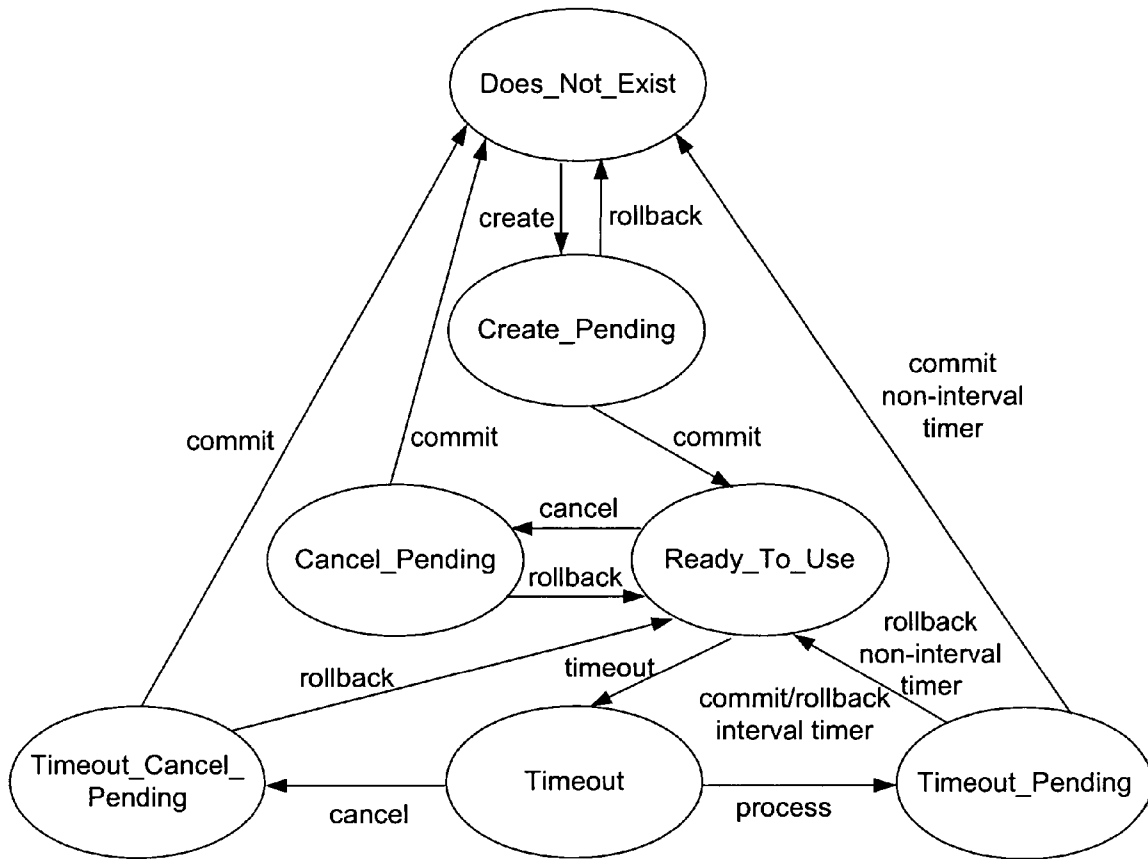 Does_Not_Exist
create
rollback
Create_Pending
commit
non-interval
timer
commit
commit
commit
cancel
Cancel_Pending
Ready_To_Use
rollback
rollback
non-interval
timer
rollback
timeout
commit/rollback
interval timer
Timeout_Cancel_
Pending
Timeout
Timeout_Pending
cancel
process